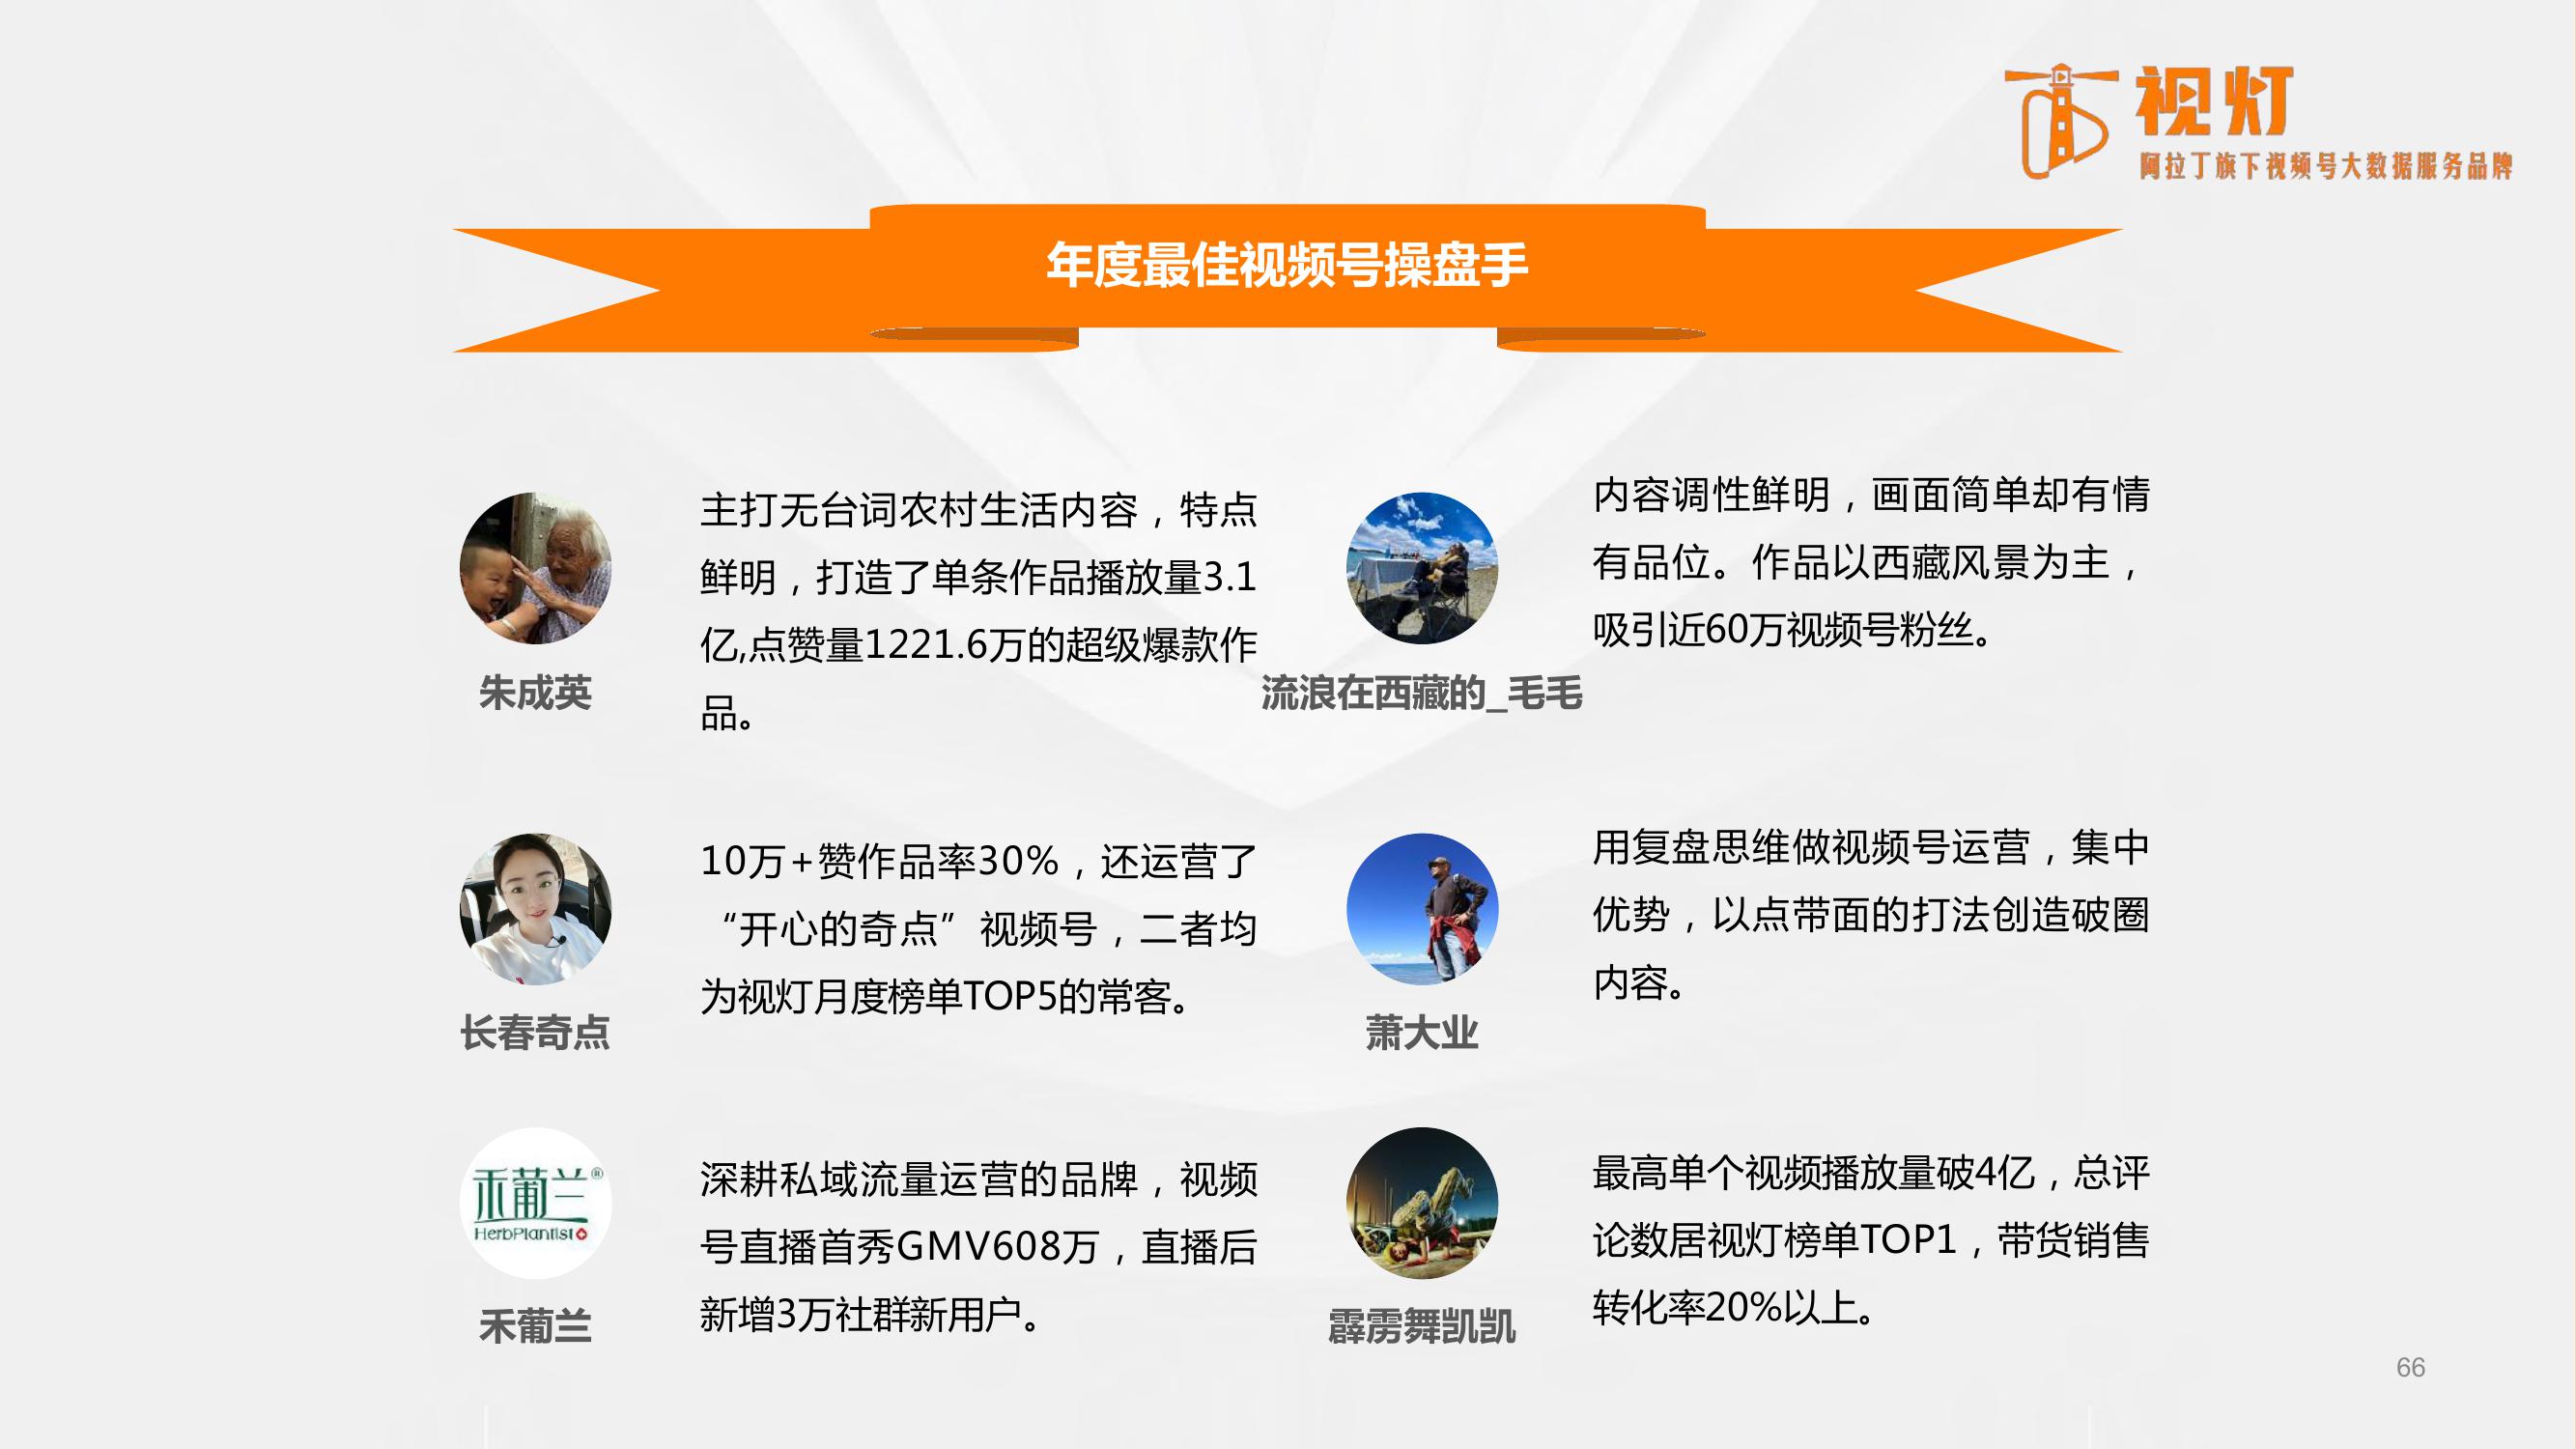 视灯
阿拉丁旗下视频号大数据服务品牌
年度最佳视频号操盘手
主打无台词农村生活内容，特点
鲜明，打造了单条作品播放量3.1
亿,点赞量1221.6万的超级爆款作
品。
朱成英
内容调性鲜明，画面简单却有情
有品位。作品以西藏风景为主，
吸引近60万视频号粉丝。
流浪在西藏的_毛毛
10万+赞作品率30%，还运营了
“开心的奇点”视频号，二者均
为视灯月度榜单TOP5的常客。
长春奇点
用复盘思维做视频号运营，集中
优势，以点带面的打法创造破圈
内容。
萧大业
禾葡兰®
HerbPlantist
深耕私域流量运营的品牌，视频
号直播首秀GMV608万，直播后
新增3万社群新用户。
禾葡兰
最高单个视频播放量破4亿，总评
论数居视灯榜单TOP1，带货销售
转化率20%以上。
霹雳舞凯凯
66